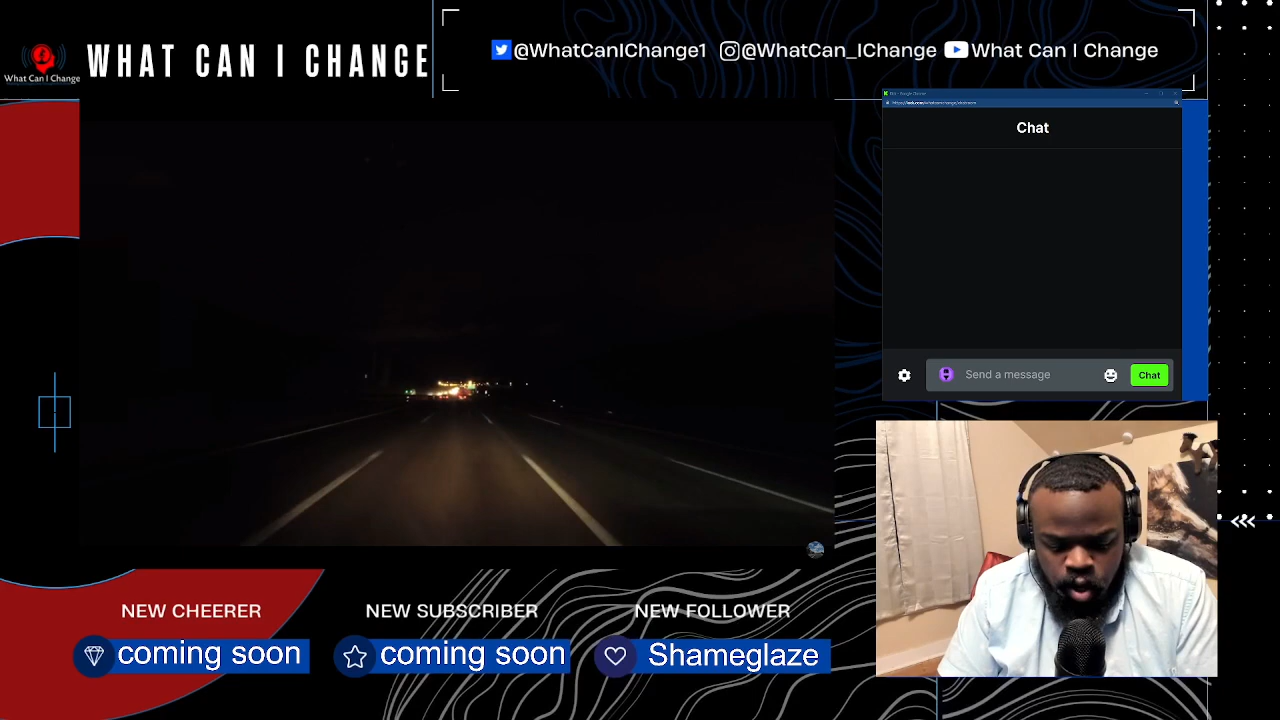 What Can I Change
WHAT CAN I CHANGE
@WhatCanIChange1
@WhatCan_IChange
What Can I Change
Chat
Send a message
Chat
NEW CHEERER
NEW SUBSCRIBER
NEW FOLLOWER
coming soon
coming soon
Shameglaze